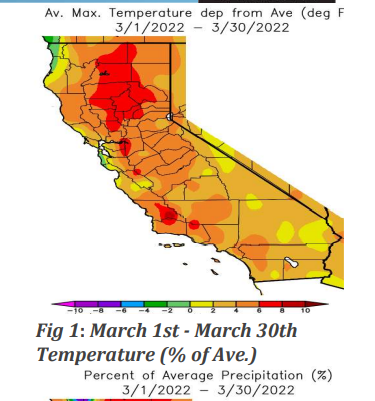 Av. Max. Temperature dep from Ave (deg F
3/1/2022 – 3/30/2022
-10 -8 -6 -4 -2 0 2 4 6 8 10
Fig 1: March 1st - March 30th
Temperature (% of Ave.)
Percent of Average Precipitation (%)
3/1/2022 – 3/30/2022